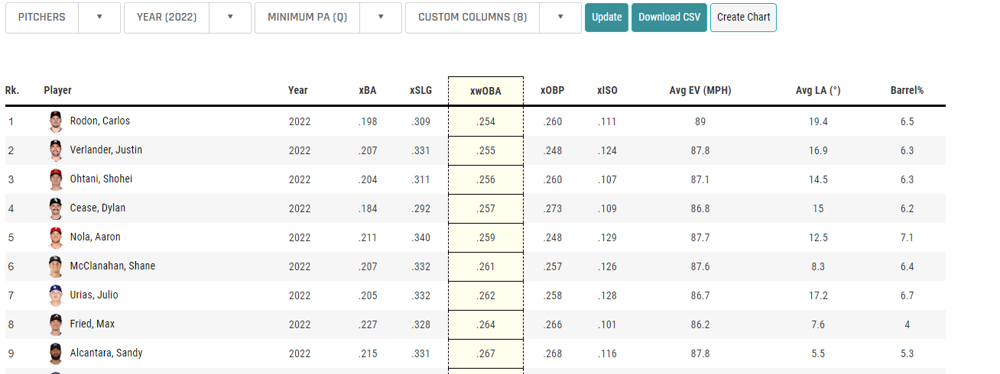 PITCHERS ▼ YEAR (2022) ▼ MINIMUM PA (Q) ▼ CUSTOM COLUMNS (8) ▼ Update Download CSV Create Chart
Rk. Player Year xBA xSLG xwOBA xOBP xISO Avg EV (MPH) Avg LA (°) Barrel%
1 Rodon, Carlos 2022 .198 .309 .254 .260 .111 89 19.4 6.5
2 Verlander, Justin 2022 .207 .331 .255 .248 .124 87.8 16.9 6.3
3 Ohtani, Shohei 2022 .204 .311 .256 .260 .107 87.1 14.5 6.3
4 Cease, Dylan 2022 .184 .292 .257 .273 .109 86.8 15 6.2
5 Nola, Aaron 2022 .211 .340 .259 .248 .129 87.7 12.5 7.1
6 McClanahan, Shane 2022 .207 .332 .261 .257 .126 87.6 8.3 6.4
7 Urias, Julio 2022 .205 .332 .262 .258 .128 86.7 17.2 6.7
8 Fried, Max 2022 .227 .328 .264 .266 .101 86.2 7.6 4
9 Alcantara, Sandy 2022 .215 .331 .267 .268 .116 87.8 5.5 5.3